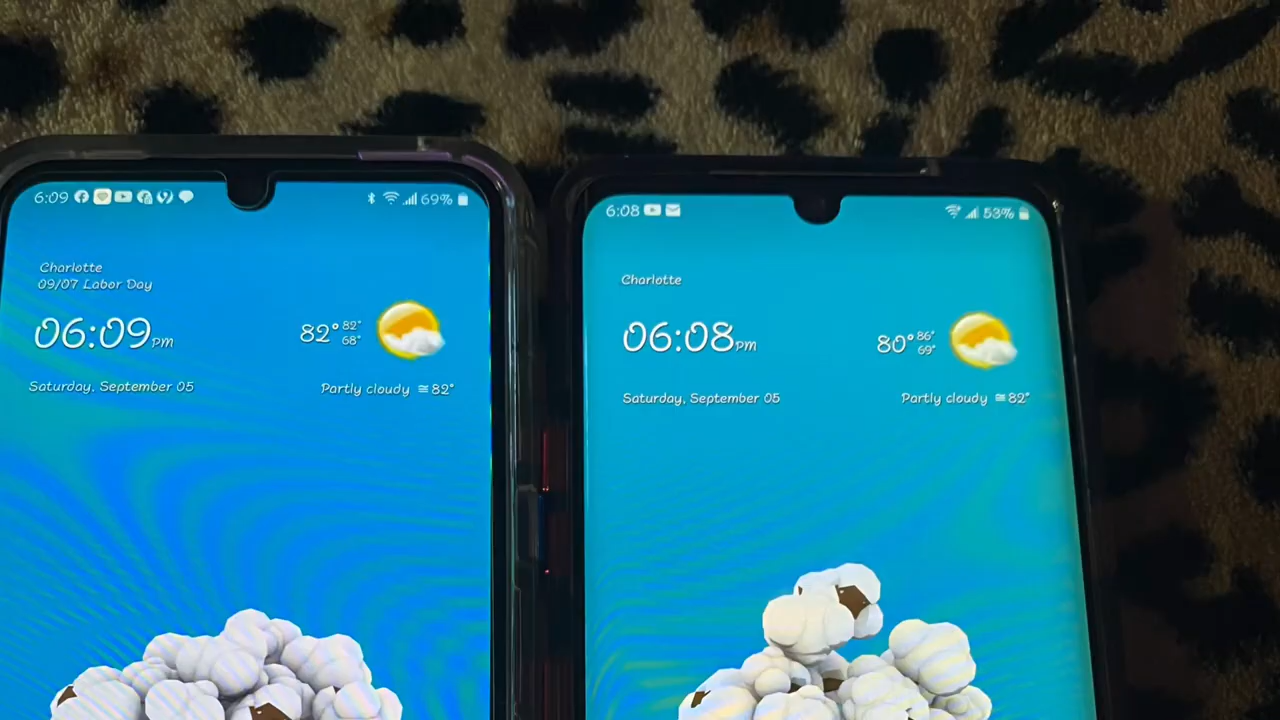 6:09
69%
Charlotte
09/07 Labor Day
06:09PM
82° 82°
68°
Saturday, September 05
Partly cloudy ≅82°
6:08
53%
Charlotte
06:08PM
80° 86°
69°
Saturday, September 05
Partly cloudy ≅82°